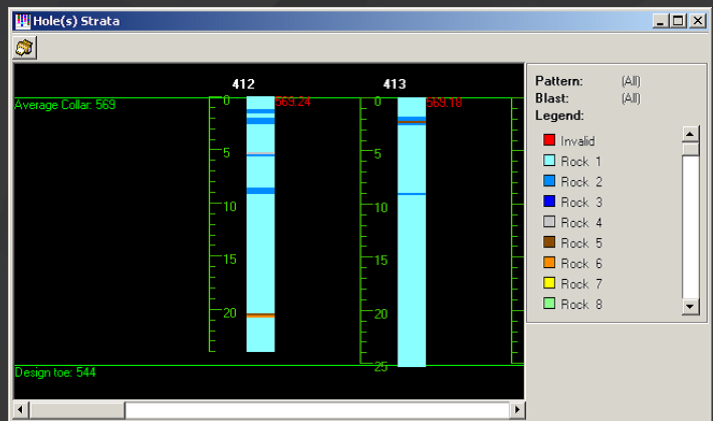 Hole(s) Strata
412 413
0 569.24 0 569.18
Average Collar: 569
5 5
10 10
15 15
20 20
25
Design toe: 544
Pattern: (All)
Blast: (All)
Legend:
Invalid
Rock 1
Rock 2
Rock 3
Rock 4
Rock 5
Rock 6
Rock 7
Rock 8